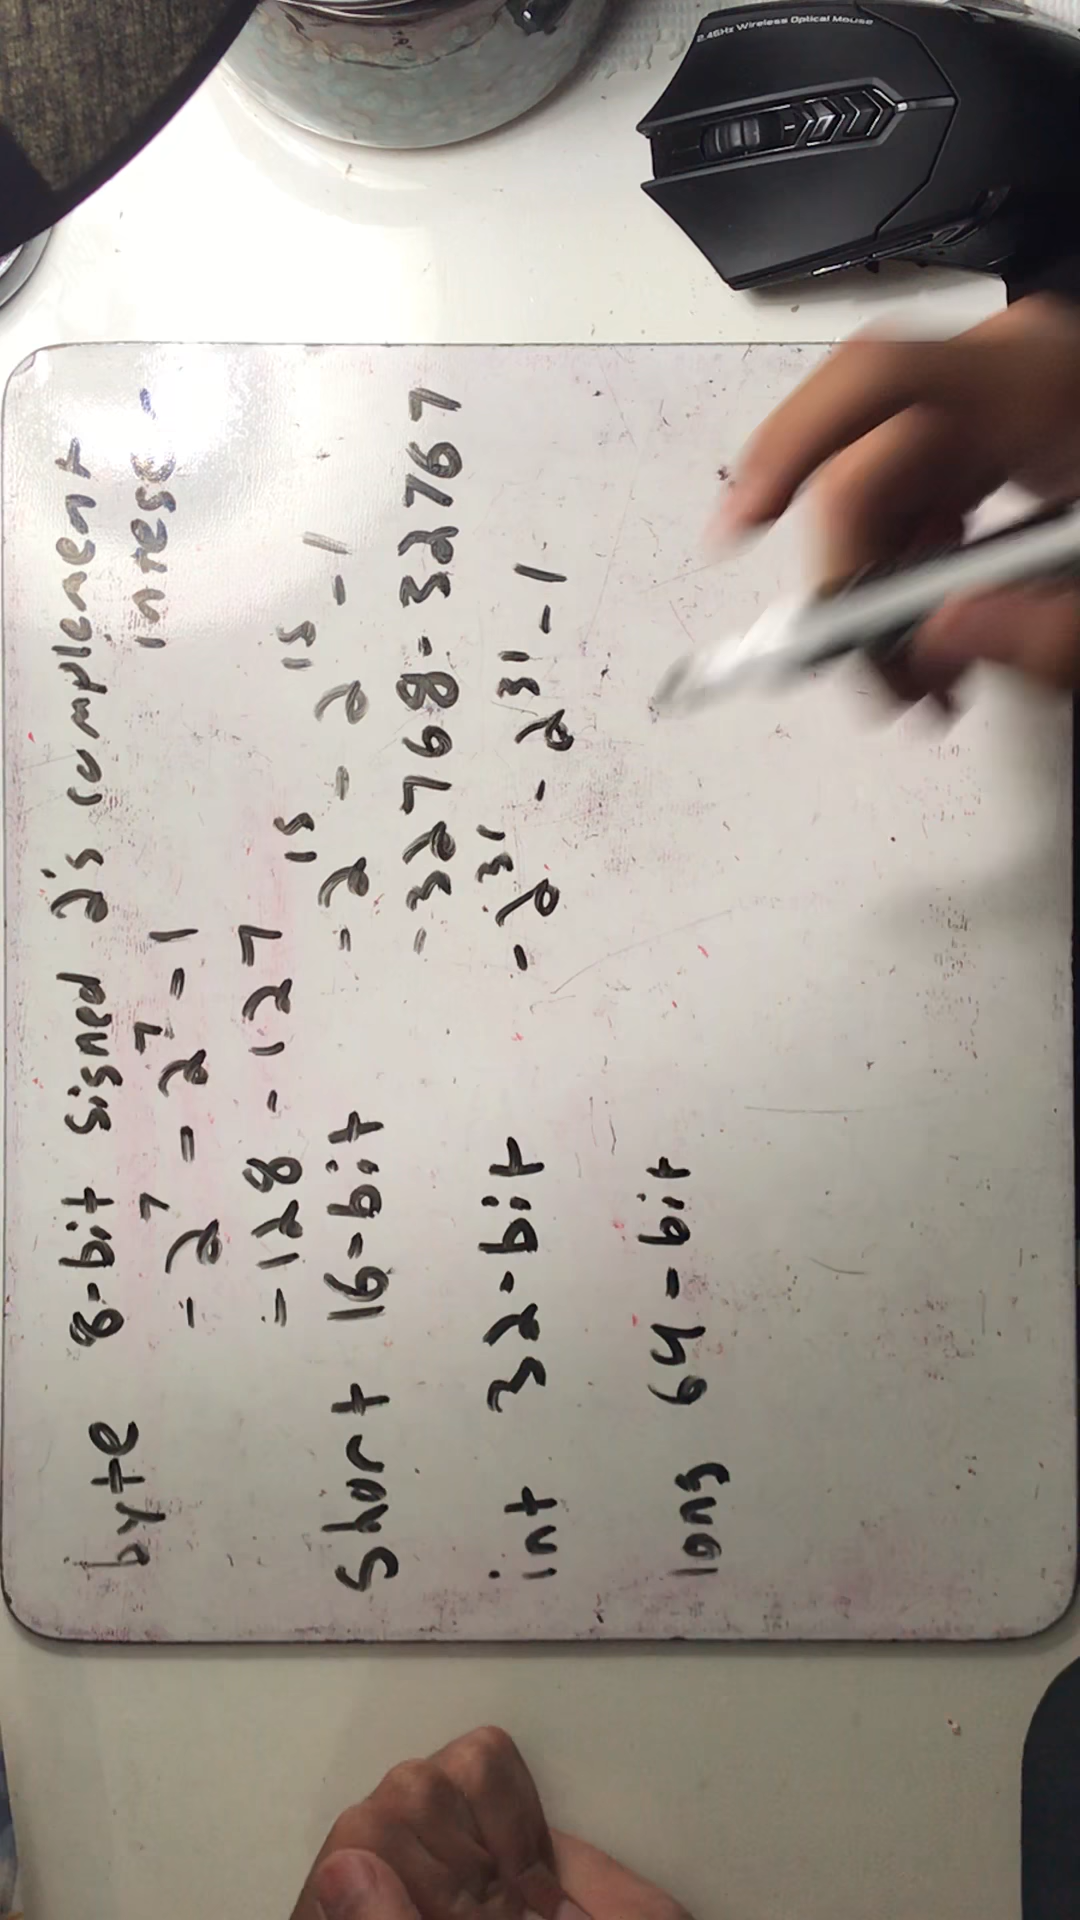 2.4GHz Wireless Optical Mouse
byte 8-bit signed 2's complement
-2^7 - 2^7 -1
= -128 - 127
short 16-bit -2^15 - 2^15 -1
-32768 - 32767
int 32-bit -2^31 - 2^31 -1
long 64-bit